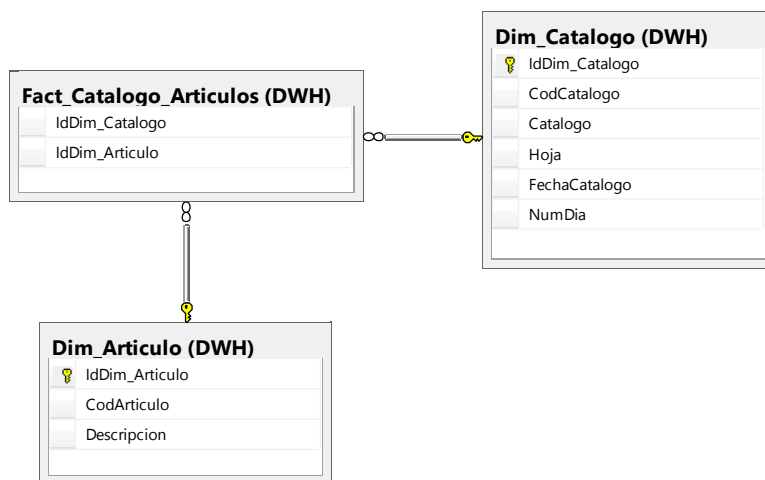 Fact_Catalogo_Articulos (DWH)
IdDim_Catalogo
IdDim_Articulo
Dim_Catalogo (DWH)
IdDim_Catalogo
CodCatalogo
Catalogo
Hoja
FechaCatalogo
NumDia
Dim_Articulo (DWH)
IdDim_Articulo
CodArticulo
Descripcion